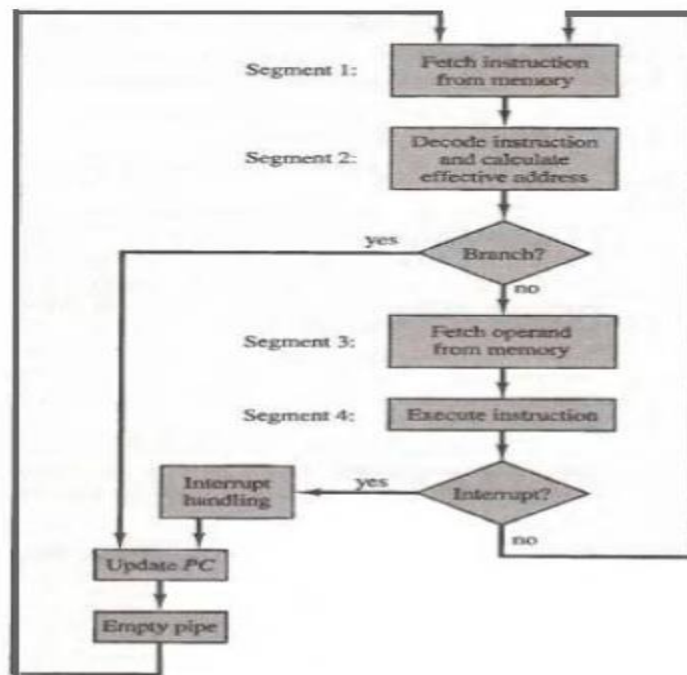 Segment 1:
Fetch instruction
from memory
Segment 2:
Decode instruction
and calculate
effective address
yes
Branch?
no
Segment 3:
Fetch operand
from memory
Segment 4:
Execute instruction
Interrupt
handling
yes
Interrupt?
no
Update PC
Empty pipe